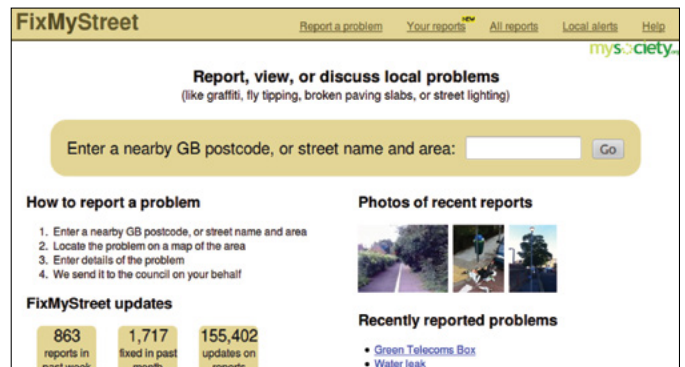 FixMyStreet
Report a problem Your reports NEW All reports Local alerts Help
mysociety.org
Report, view, or discuss local problems
(like graffiti, fly tipping, broken paving slabs, or street lighting)
Enter a nearby GB postcode, or street name and area: Go
How to report a problem
1. Enter a nearby GB postcode, or street name and area
2. Locate the problem on a map of the area
3. Enter details of the problem
4. We send it to the council on your behalf
FixMyStreet updates
863 1,717 155,402
reports in fixed in past updates on
past week month reports
Photos of recent reports
Recently reported problems
• Green Telecoms Box
• Water leak